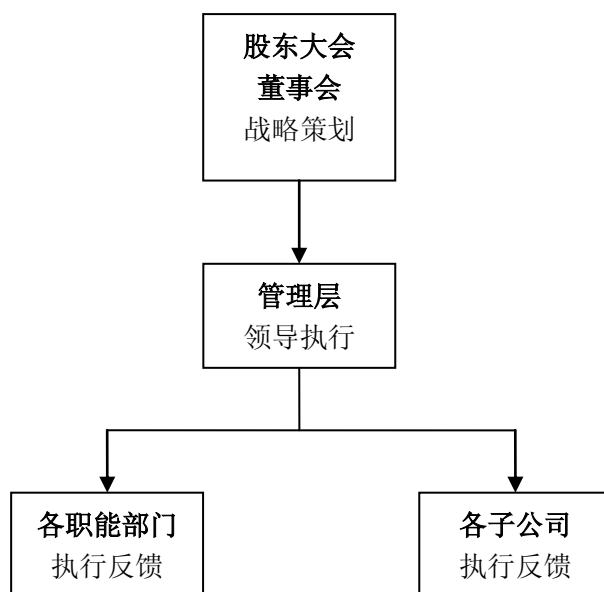 股东大会
董事会
战略策划
管理层
领导执行
各职能部门
执行反馈
各子公司
执行反馈